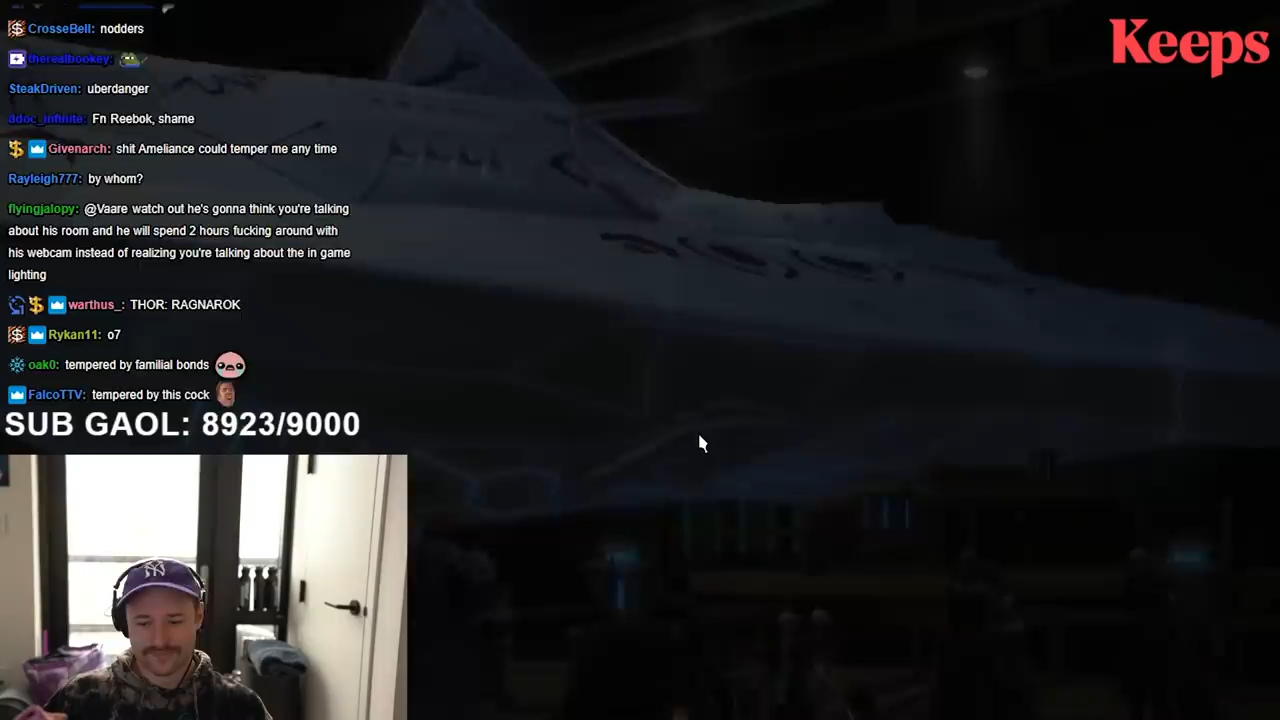 Keeps
CrosseBell: nodders
therealbookey:
SteakDriven: uberdanger
adoc_infinite: Fn Reebok, shame
Givenarch: shit Ameliance could temper me any time
Rayleigh777: by whom?
flyingjalopy: @Vaare watch out he's gonna think you're talking
about his room and he will spend 2 hours fucking around with
his webcam instead of realizing you're talking about the in game
lighting
warthus_: THOR: RAGNAROK
Rykan11: o7
oak0: tempered by familial bonds
FalcoTTV: tempered by this cock
SUB GAOL: 8923/9000